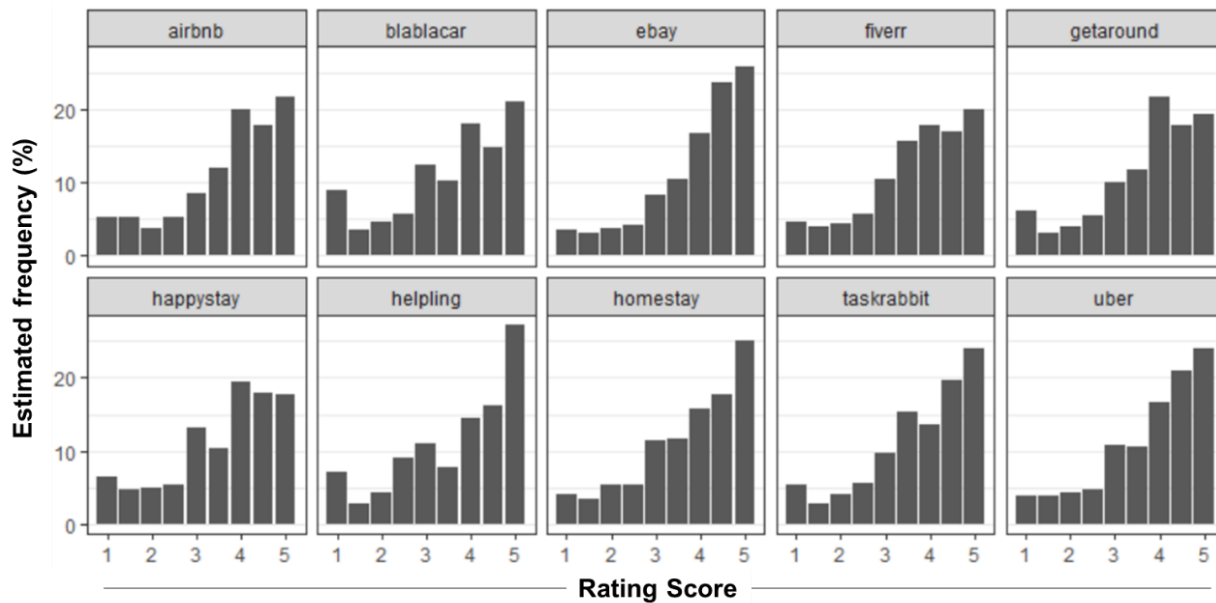 airbnb blablacar ebay fiverr getaround
20
10
0
happystay helpling homestay taskrabbit uber
20
10
0
1 2 3 4 5 1 2 3 4 5 1 2 3 4 5 1 2 3 4 5 1 2 3 4 5
Estimated frequency (%)
Rating Score